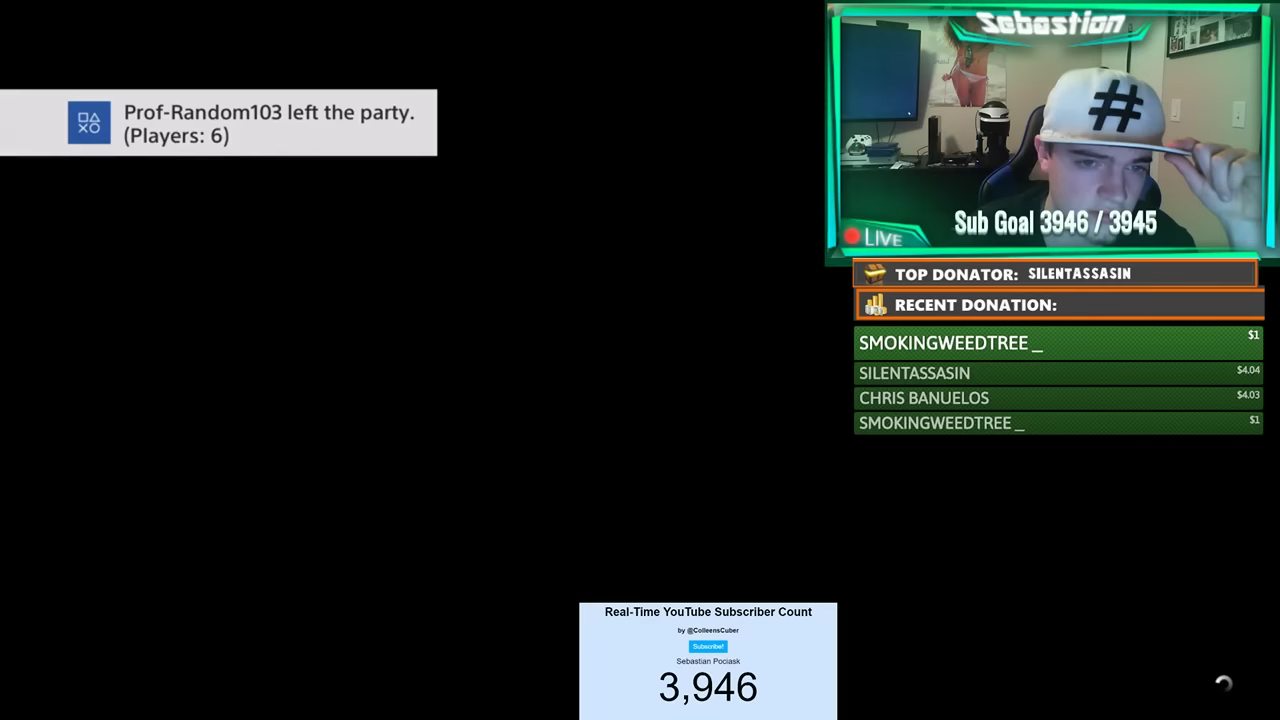 Prof-Random103 left the party.
(Players: 6)
Sebastion
#
Sub Goal 3946 / 3945
LIVE
TOP DONATOR: SILENTASSASIN
RECENT DONATION:
SMOKINGWEEDTREE_ $1
SILENTASSASIN $4.04
CHRIS BANUELOS $4.03
SMOKINGWEEDTREE_ $1
Real-Time YouTube Subscriber Count
by @ColleensCuber
Subscribe!
Sebastian Pociask
3,946